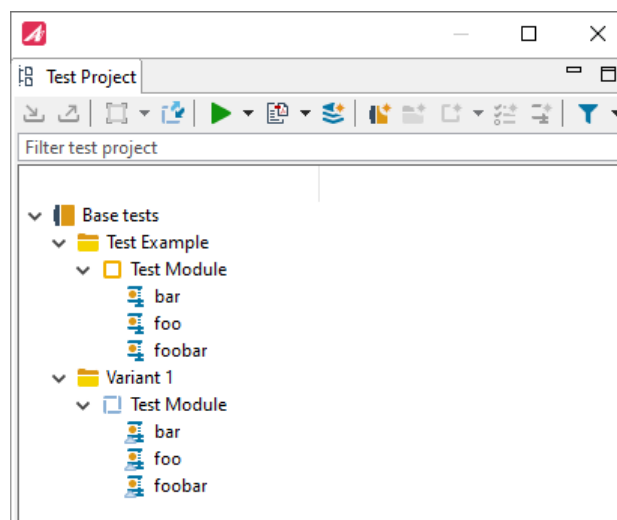 Test Project
Filter test project
Base tests
Test Example
Test Module
bar
foo
foobar
Variant 1
Test Module
bar
foo
foobar